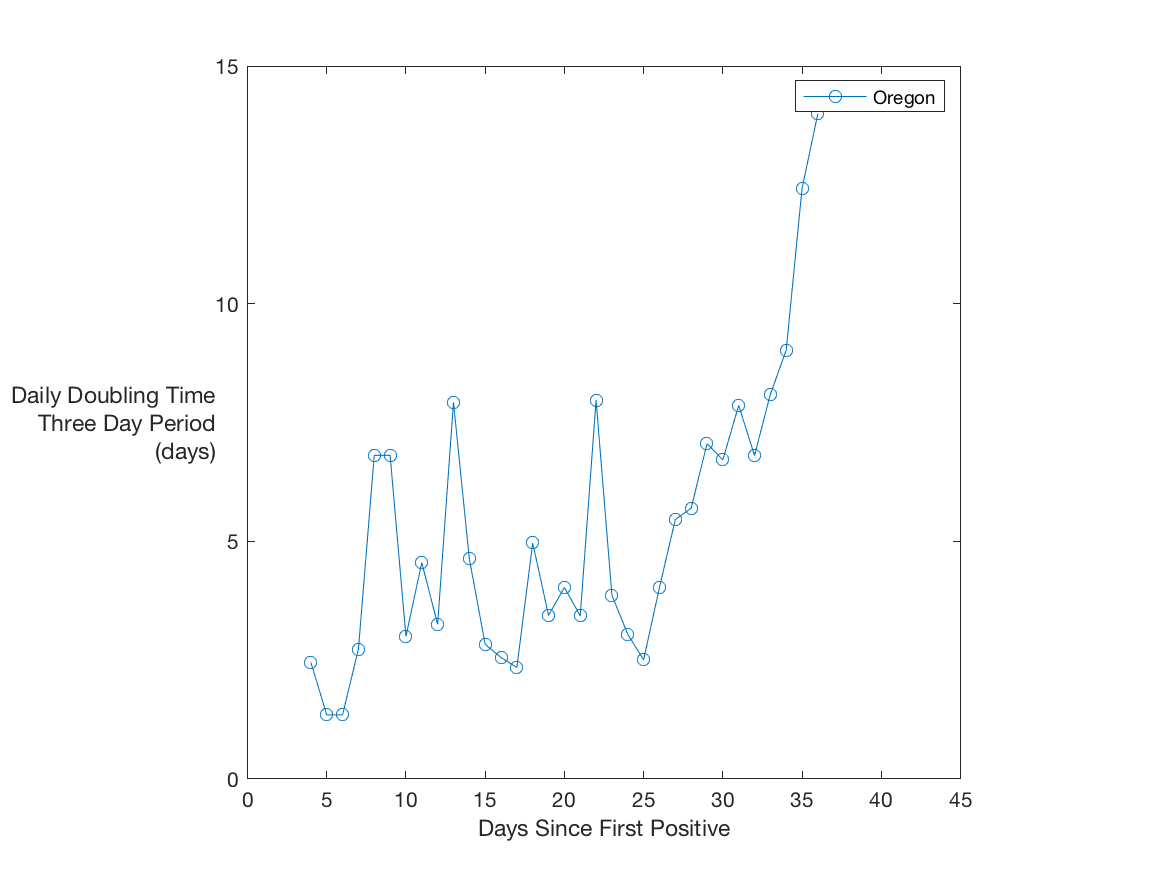 15
Oregon
10
Daily Doubling Time
Three Day Period
(days)
5
0
0 5 10 15 20 25 30 35 40 45
Days Since First Positive